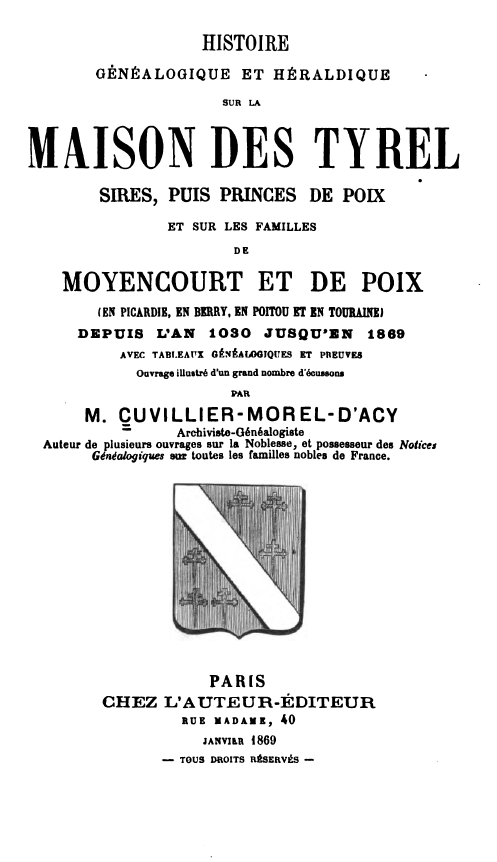 HISTOIRE
GÉNÉALOGIQUE ET HÉRALDIQUE
SUR LA
MAISON DES TYREL
SIRES, PUIS PRINCES DE POIX
ET SUR LES FAMILLES
DE
MOYENCOURT ET DE POIX
(EN PICARDIE, EN BERRY, EN POITOU ET EN TOURAINE)
DEPUIS L'AN 1030 JUSQU'EN 1869
AVEC TABLEAUX GÉNÉALOGIQUES ET PREUVES
Ouvrage illustré d'un grand nombre d'écussons
PAR
M. CUVILLIER-MOREL-D'ACY
Archiviste-Généalogiste
Auteur de plusieurs ouvrages sur la Noblesse, et possesseur des Notices
Généalogiques sur toutes les familles nobles de France.
PARIS
CHEZ L'AUTEUR-ÉDITEUR
RUE MADAME, 40
JANVIER 1869
— TOUS DROITS RÉSERVÉS —